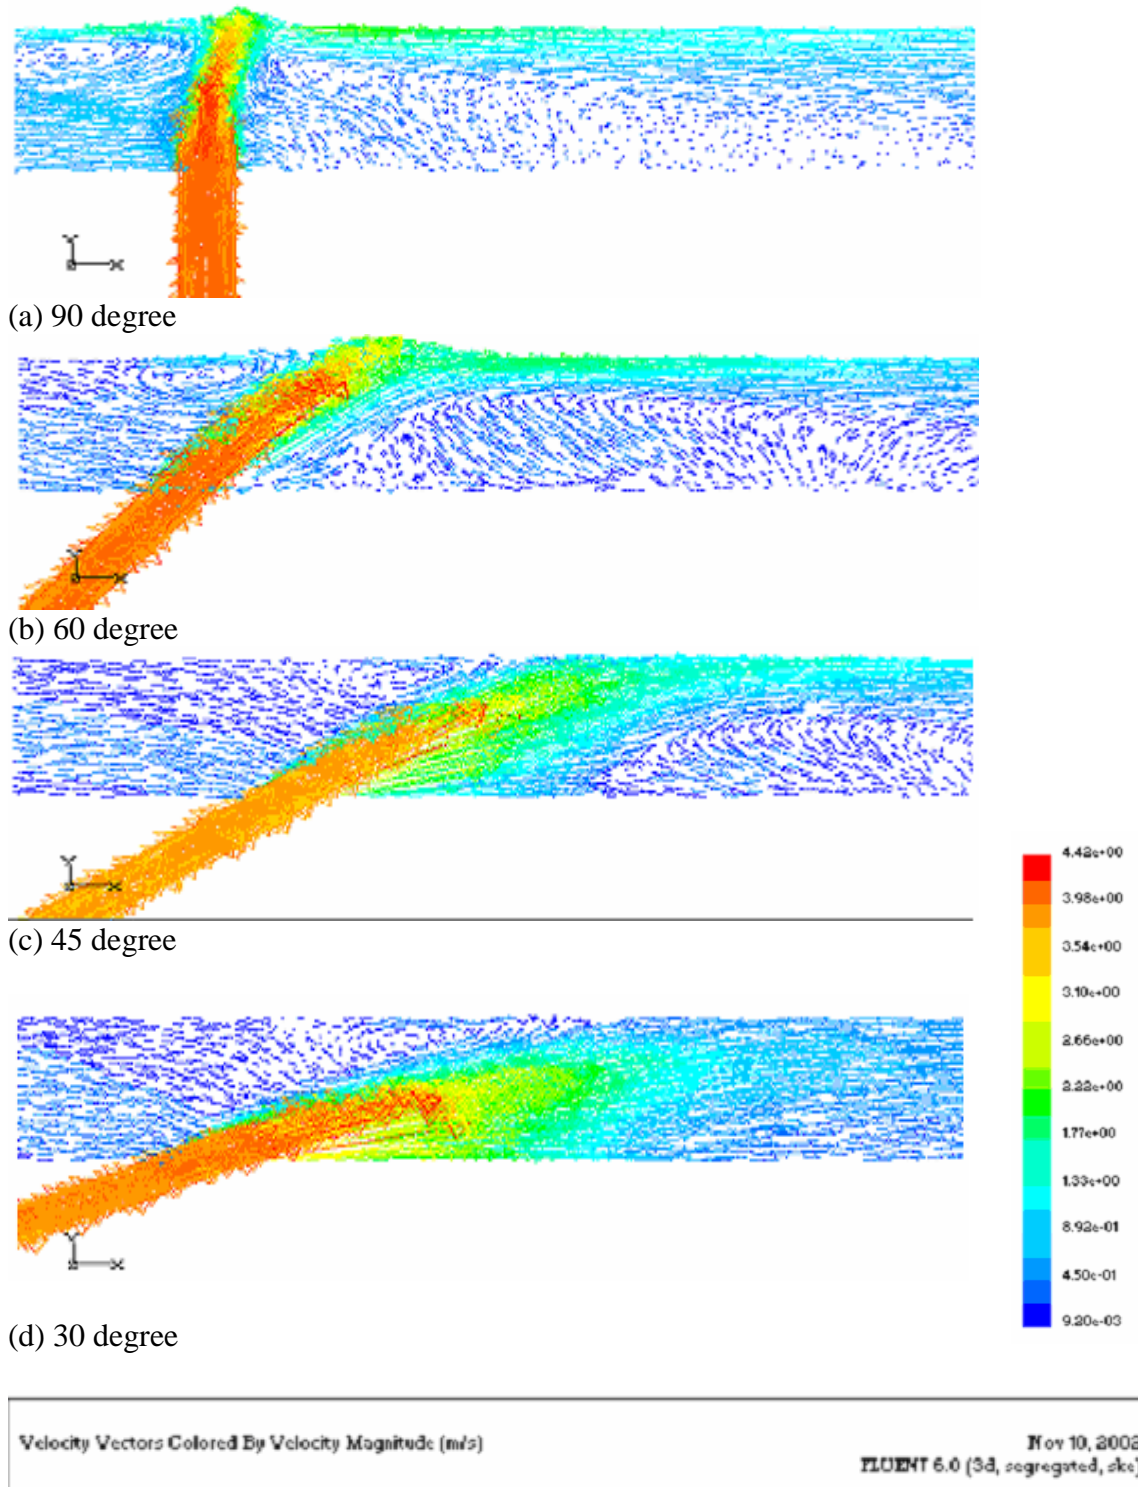 Y
X
(a) 90 degree
Y
X
(b) 60 degree
Y
X
(c) 45 degree
4.42e+00
3.98e+00
3.54e+00
3.10e+00
2.66e+00
2.22e+00
1.77e+00
1.33e+00
8.92e-01
4.50e-01
9.20e-03
Y
X
(d) 30 degree
Velocity Vectors Colored By Velocity Magnitude (m/s)
Nov 10, 2002
FLUENT 6.0 (3d, segregated, ske)